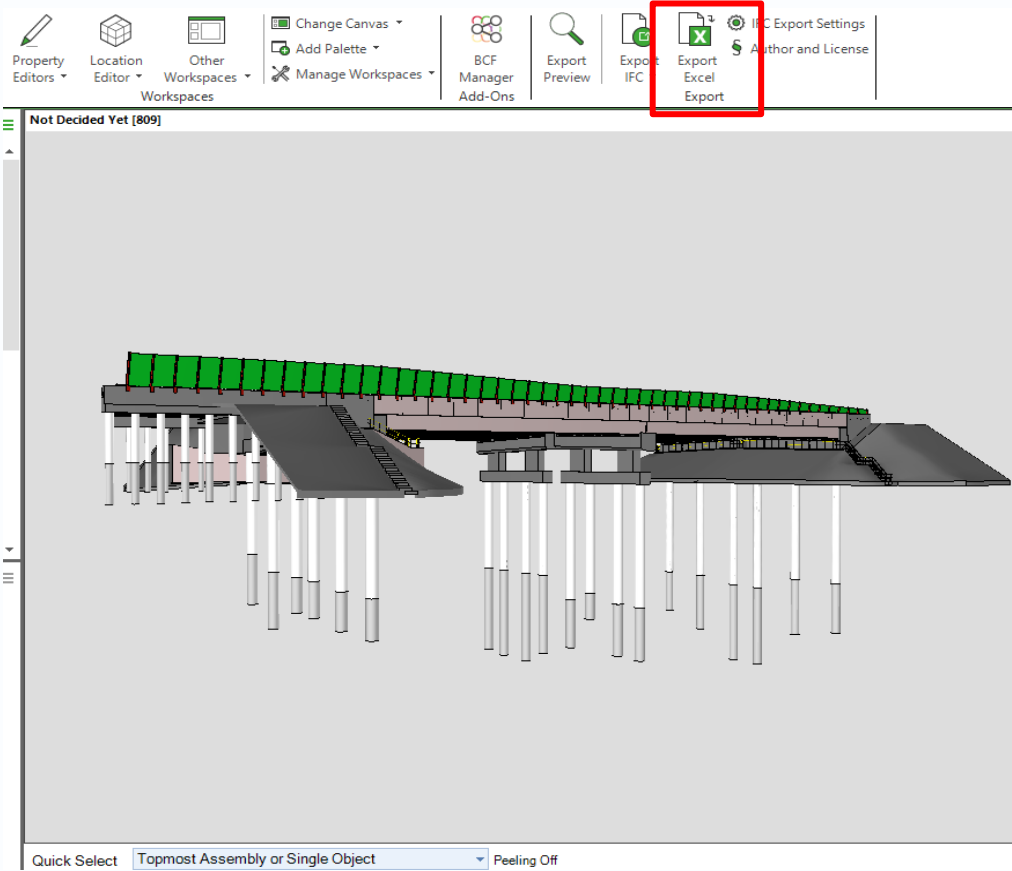 Property
Editors
Location
Editor
Other
Workspaces
Workspaces
Change Canvas
Add Palette
Manage Workspaces
BCF
Manager
Add-Ons
Export
Preview
Export
IFC
Export
Excel
Export
IFC Export Settings
Author and License
Not Decided Yet [809]
Quick Select Topmost Assembly or Single Object Peeling Off